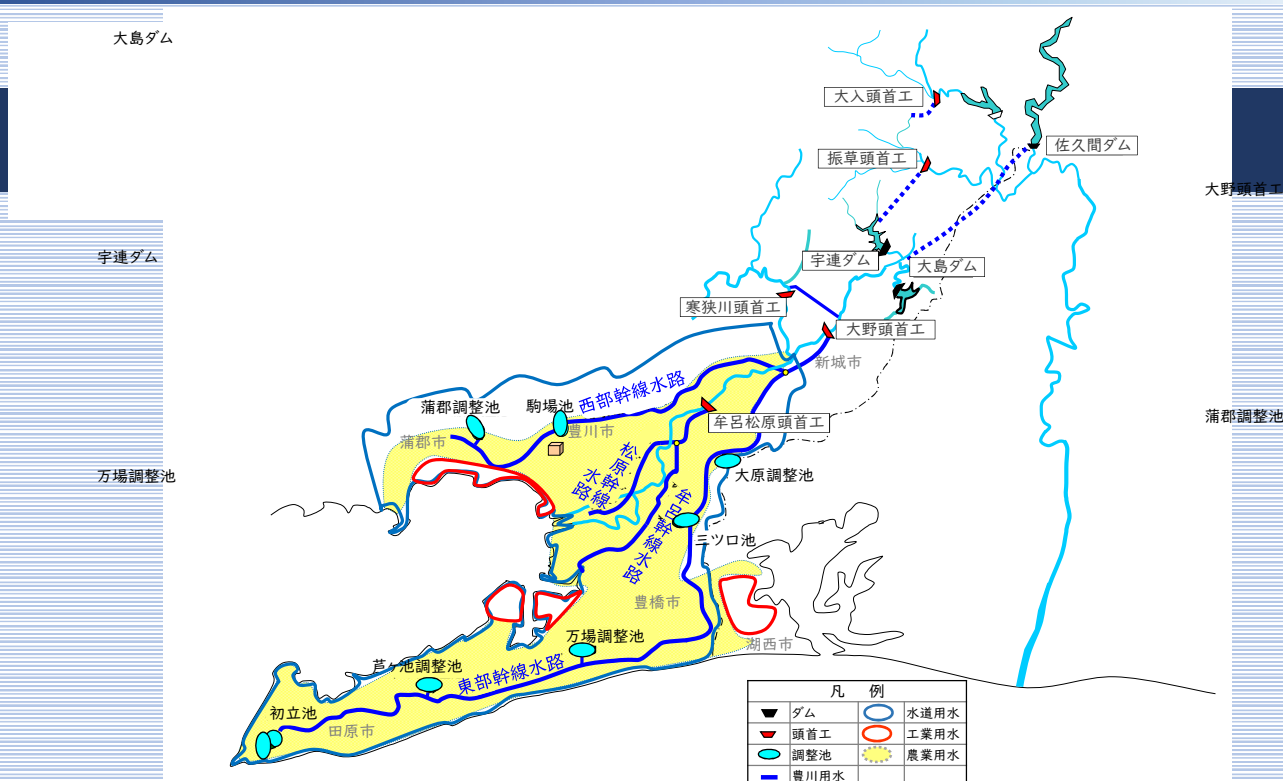 大島ダム
大入頭首工
佐久間ダム
振草頭首工
大野頭首工
宇連ダム
宇連ダム
大島ダム
寒狭川頭首工
大野頭首工
新城市
西部幹線水路
蒲郡調整池
駒場池
蒲郡調整池
牟呂松原頭首工
豊川市
蒲郡市
松原幹線水路
万場調整池
大原調整池
牟呂幹線水路
三ツ口池
豊橋市
万場調整池
湖西市
芦ヶ池調整池
東部幹線水路
初立池
田原市
凡 例
ダム 水道用水
頭首工 工業用水
調整池 農業用水
豊川用水